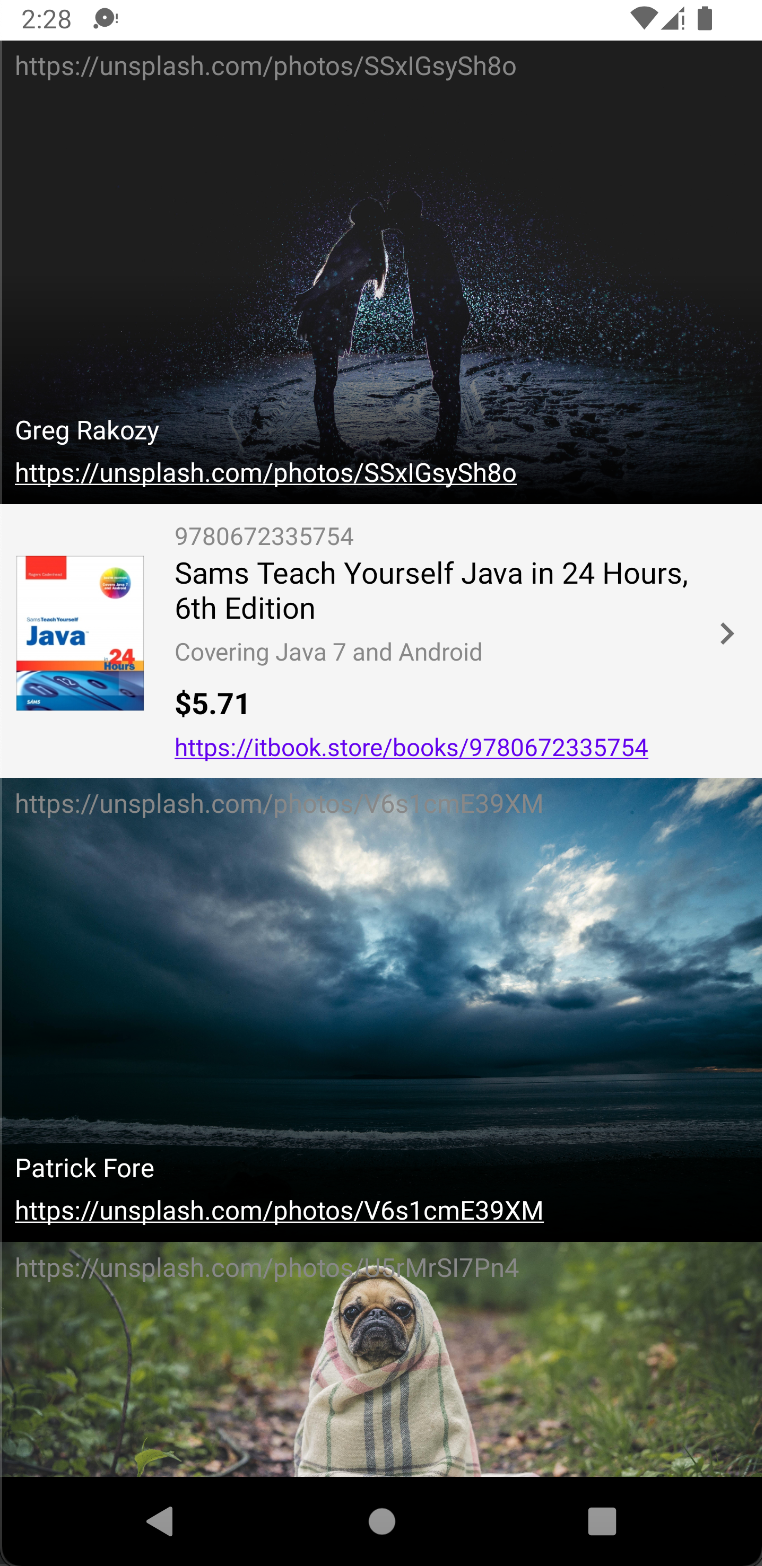 2:28
https://unsplash.com/photos/SSxIGsySh8o
Greg Rakozy
https://unsplash.com/photos/SSxIGsySh8o
9780672335754
Sams Teach Yourself Java in 24 Hours,
6th Edition
Covering Java 7 and Android
$5.71
https://itbook.store/books/9780672335754
SamsTeach Yourself
Java
in 24
Hours
SAMS
https://unsplash.com/photos/V6s1cmE39XM
Patrick Fore
https://unsplash.com/photos/V6s1cmE39XM
https://unsplash.com/photos/U5rMrSI7Pn4